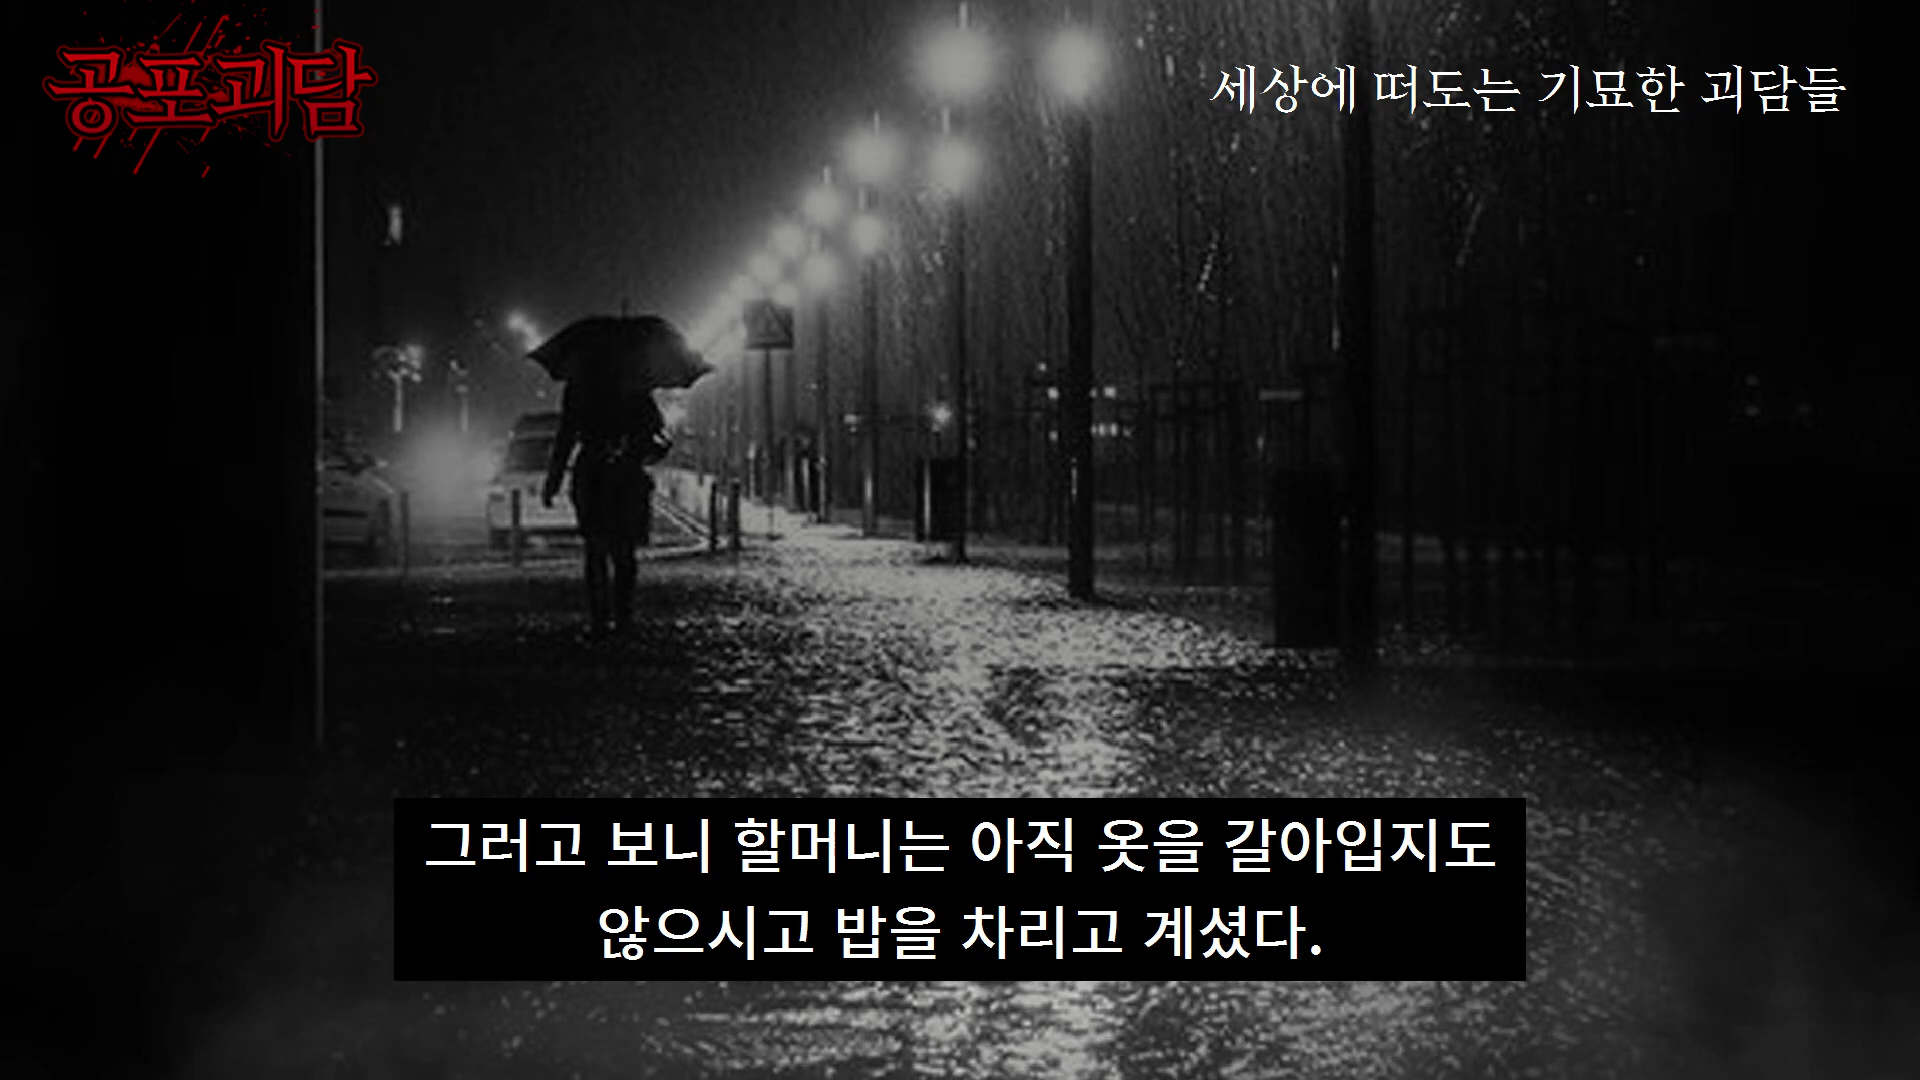 공포괴담
세상에 떠도는 기묘한 괴담들
그러고 보니 할머니는 아직 옷을 갈아입지도
않으시고 밥을 차리고 계셨다.